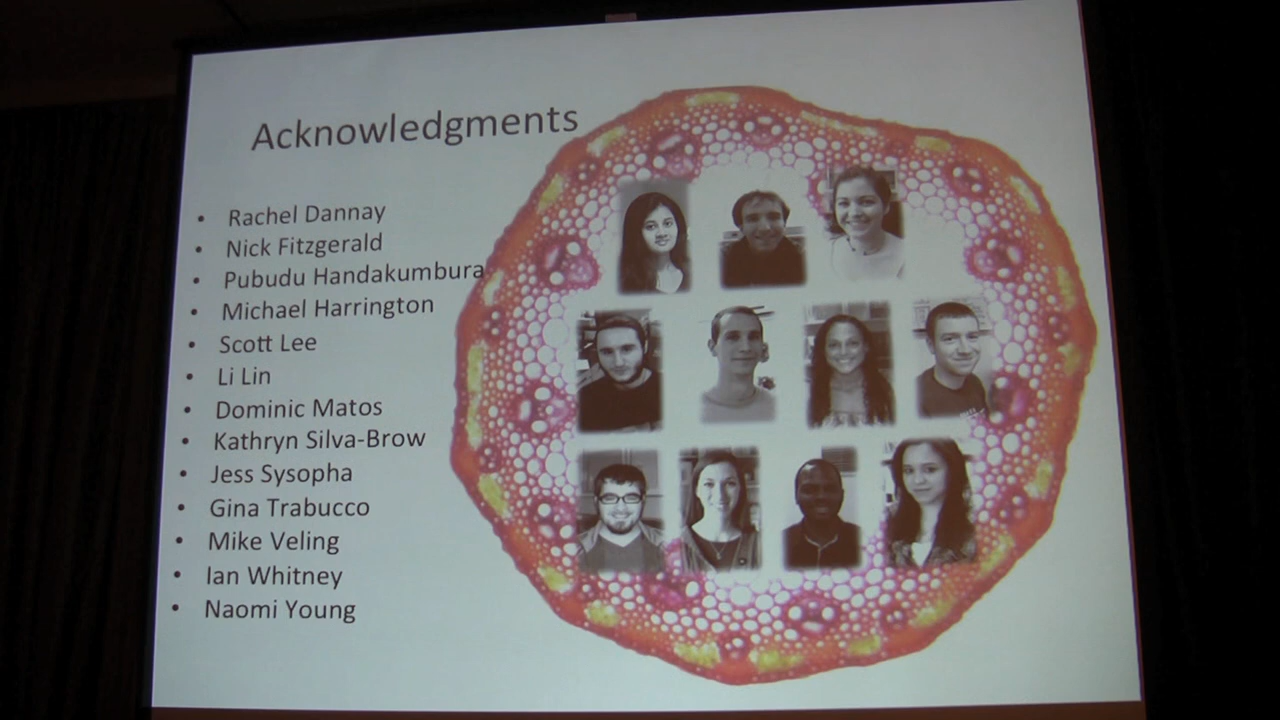 Acknowledgments
• Rachel Dannay
• Nick Fitzgerald
• Pubudu Handakumbura
• Michael Harrington
• Scott Lee
• Li Lin
• Dominic Matos
• Kathryn Silva-Brow
• Jess Sysopha
• Gina Trabucco
• Mike Veling
• Ian Whitney
• Naomi Young